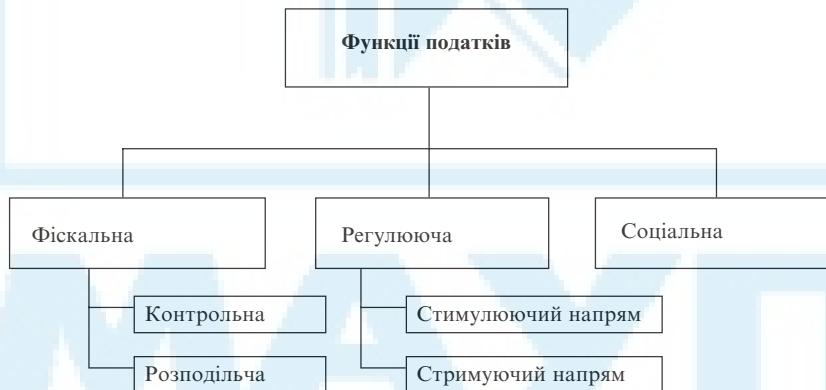 Функції податків
Фіскальна
Регулююча
Соціальна
Контрольна
Стимулюючий напрям
Розподільча
Стримуючий напрям